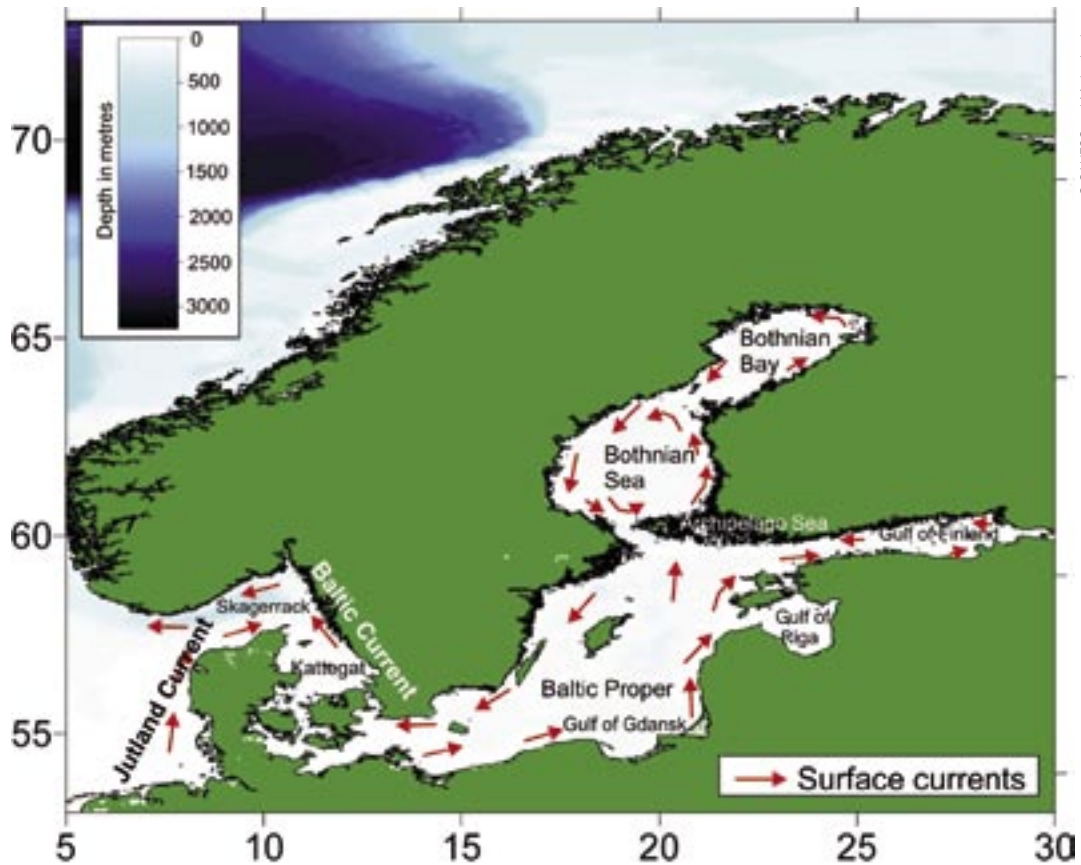 0
500
1000
1500
2000
2500
3000
Depth in metres
70
65
60
55
5
10
15
20
25
30
Bothnian
Bay
Bothnian
Sea
Archipelago Sea
Gulf of Finland
Baltic Current
Skagerrack
Kattegat
Jutland Current
Gulf of
Riga
Baltic Proper
Gulf of Gdansk
Surface currents